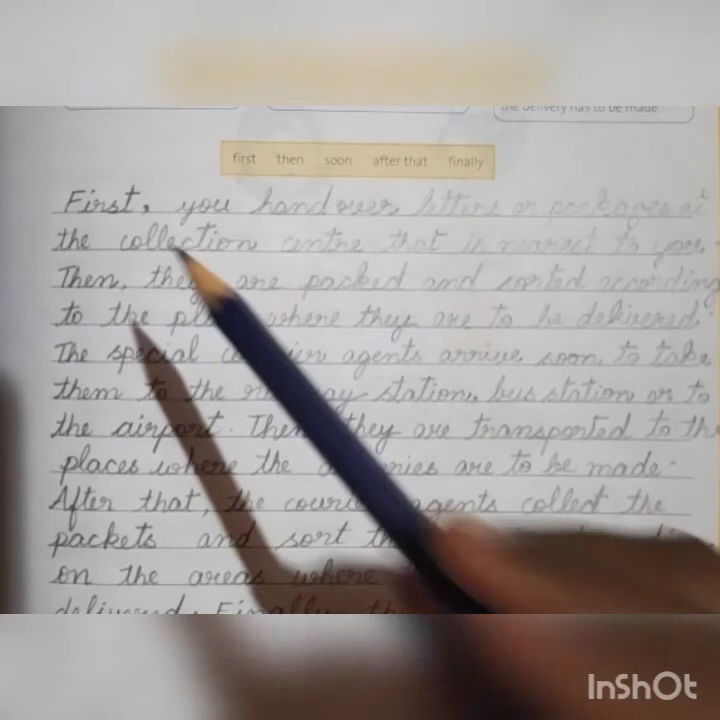 the delivery has to be made
first then soon after that finally
First, you hand over letters or packages at
the collection centre that is nearest to you.
Then, they are packed and sorted according
to the where they are to be delivered.
The special agents arrive soon to take
them to the station, bus station or to
the airport. Then they are transported to the
places where the are to be made.
After that, the agents collect the
packets and sort
on the areas where
delivered. Finally
InShOt